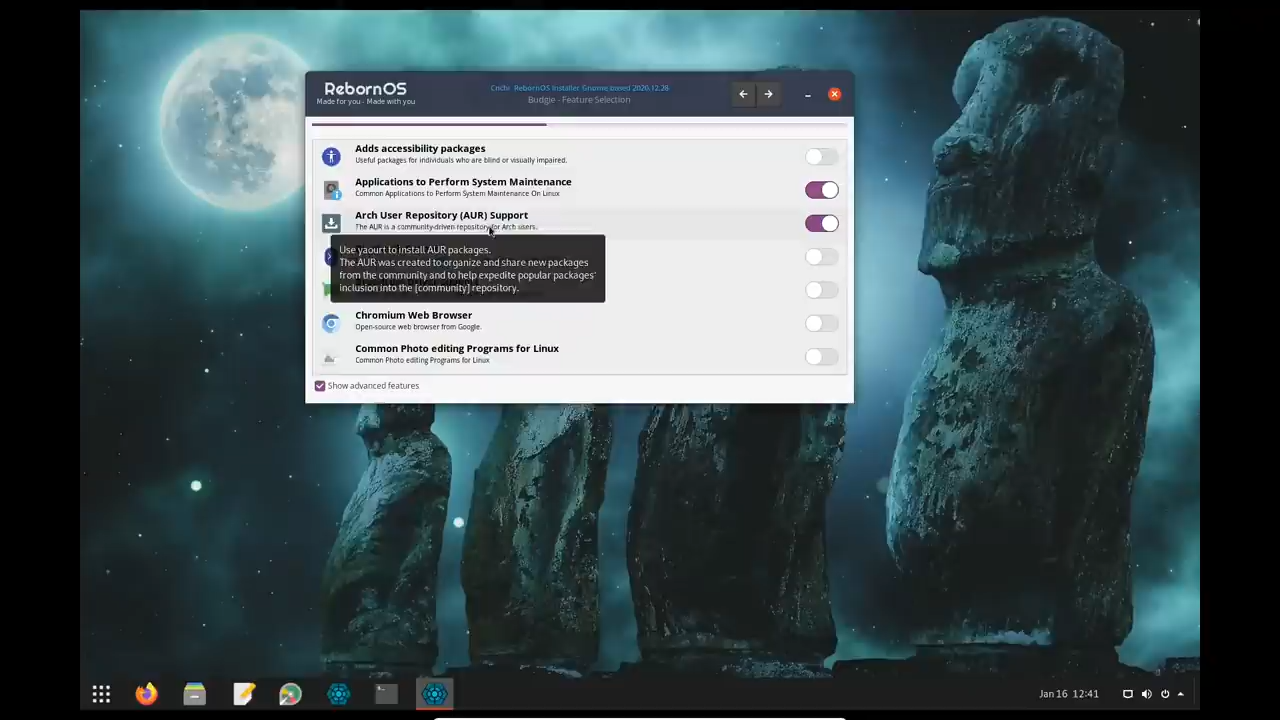 RebornOS
Made for you - Made with you
Cnchi RebornOS Installer Gnome based 2020.12.28
Budgie - Feature Selection
Adds accessibility packages
Useful packages for individuals who are blind or visually impaired.
Applications to Perform System Maintenance
Common Applications to Perform System Maintenance On Linux
Arch User Repository (AUR) Support
The AUR is a community-driven repository for Arch users.
Use yaourt to install AUR packages.
The AUR was created to organize and share new packages
from the community and to help expedite popular packages'
inclusion into the [community] repository.
Chromium Web Browser
Open-source web browser from Google.
Common Photo editing Programs for Linux
Common Photo editing Programs for Linux
Show advanced features
Jan 16 12:41